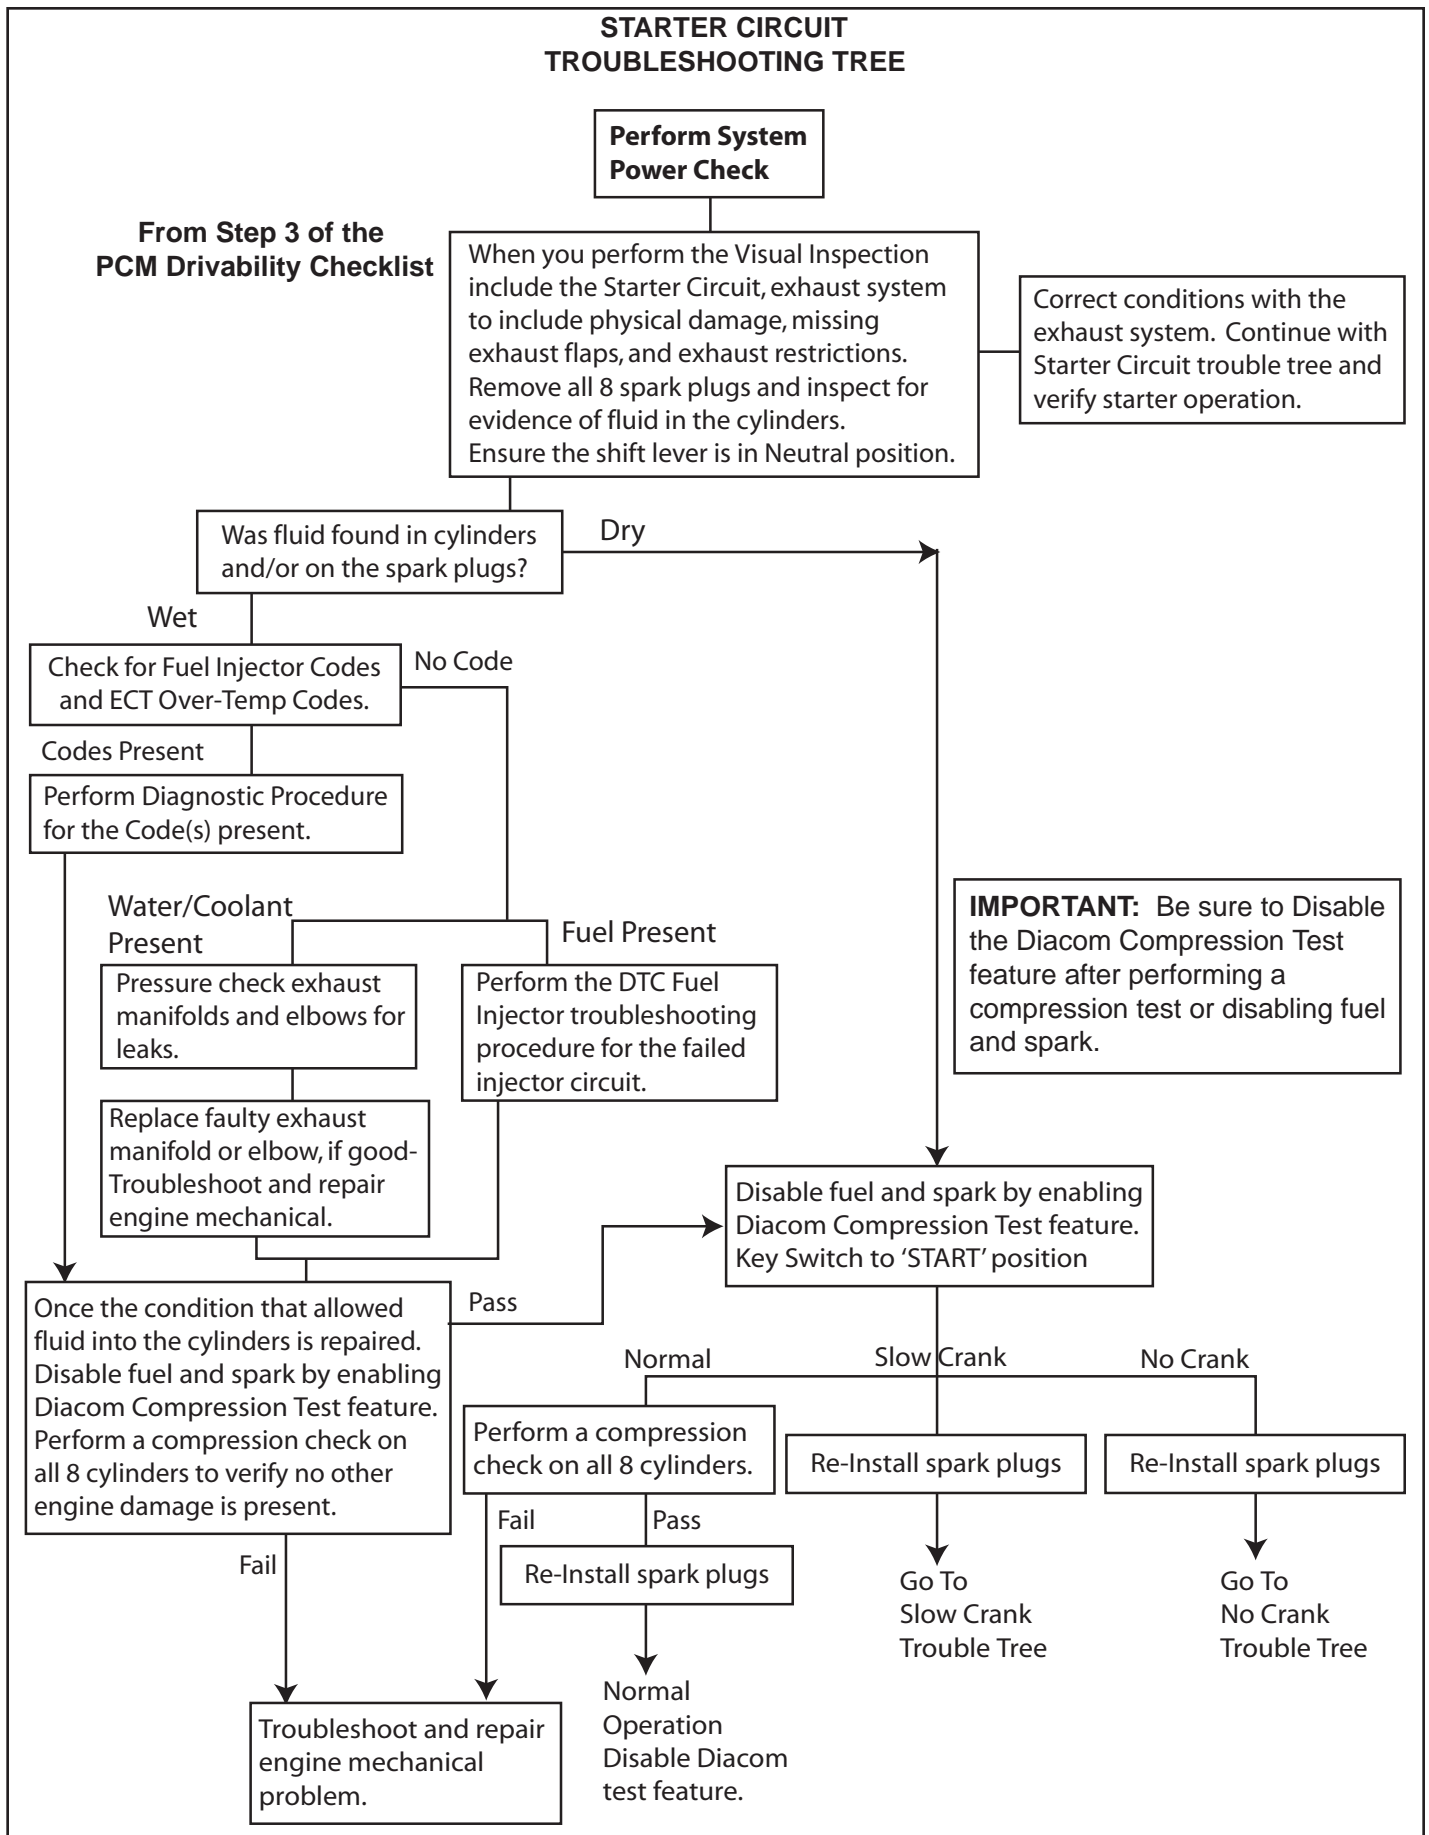 STARTER CIRCUIT
TROUBLESHOOTING TREE
Perform System
Power Check
From Step 3 of the
PCM Drivability Checklist
When you perform the Visual Inspection
include the Starter Circuit, exhaust system
to include physical damage, missing
exhaust flaps, and exhaust restrictions.
Remove all 8 spark plugs and inspect for
evidence of fluid in the cylinders.
Ensure the shift lever is in Neutral position.
Correct conditions with the
exhaust system.  Continue with
Starter Circuit trouble tree and
verify starter operation.
Was fluid found in cylinders
and/or on the spark plugs?
Dry
Wet
Check for Fuel Injector Codes
and ECT Over-Temp Codes.
No Code
Codes Present
Perform Diagnostic Procedure
for the Code(s) present.
Water/Coolant
Present
Fuel Present
Pressure check exhaust
manifolds and elbows for
leaks.
Perform the DTC Fuel
Injector troubleshooting
procedure for the failed
injector circuit.
IMPORTANT:  Be sure to Disable
the Diacom Compression Test
feature after performing a
compression test or disabling fuel
and spark.
Replace faulty exhaust
manifold or elbow, if good-
Troubleshoot and repair
engine mechanical.
Disable fuel and spark by enabling
Diacom Compression Test feature.
Key Switch to ‘START’ position
Once the condition that allowed
fluid into the cylinders is repaired.
Disable fuel and spark by enabling
Diacom Compression Test feature.
Perform a compression check on
all 8 cylinders to verify no other
engine damage is present.
Pass
Normal
Slow Crank
No Crank
Perform a compression
check on all 8 cylinders.
Re-Install spark plugs
Re-Install spark plugs
Fail
Pass
Fail
Re-Install spark plugs
Go To
Slow Crank
Trouble Tree
Go To
No Crank
Trouble Tree
Normal
Operation
Disable Diacom
test feature.
Troubleshoot and repair
engine mechanical
problem.